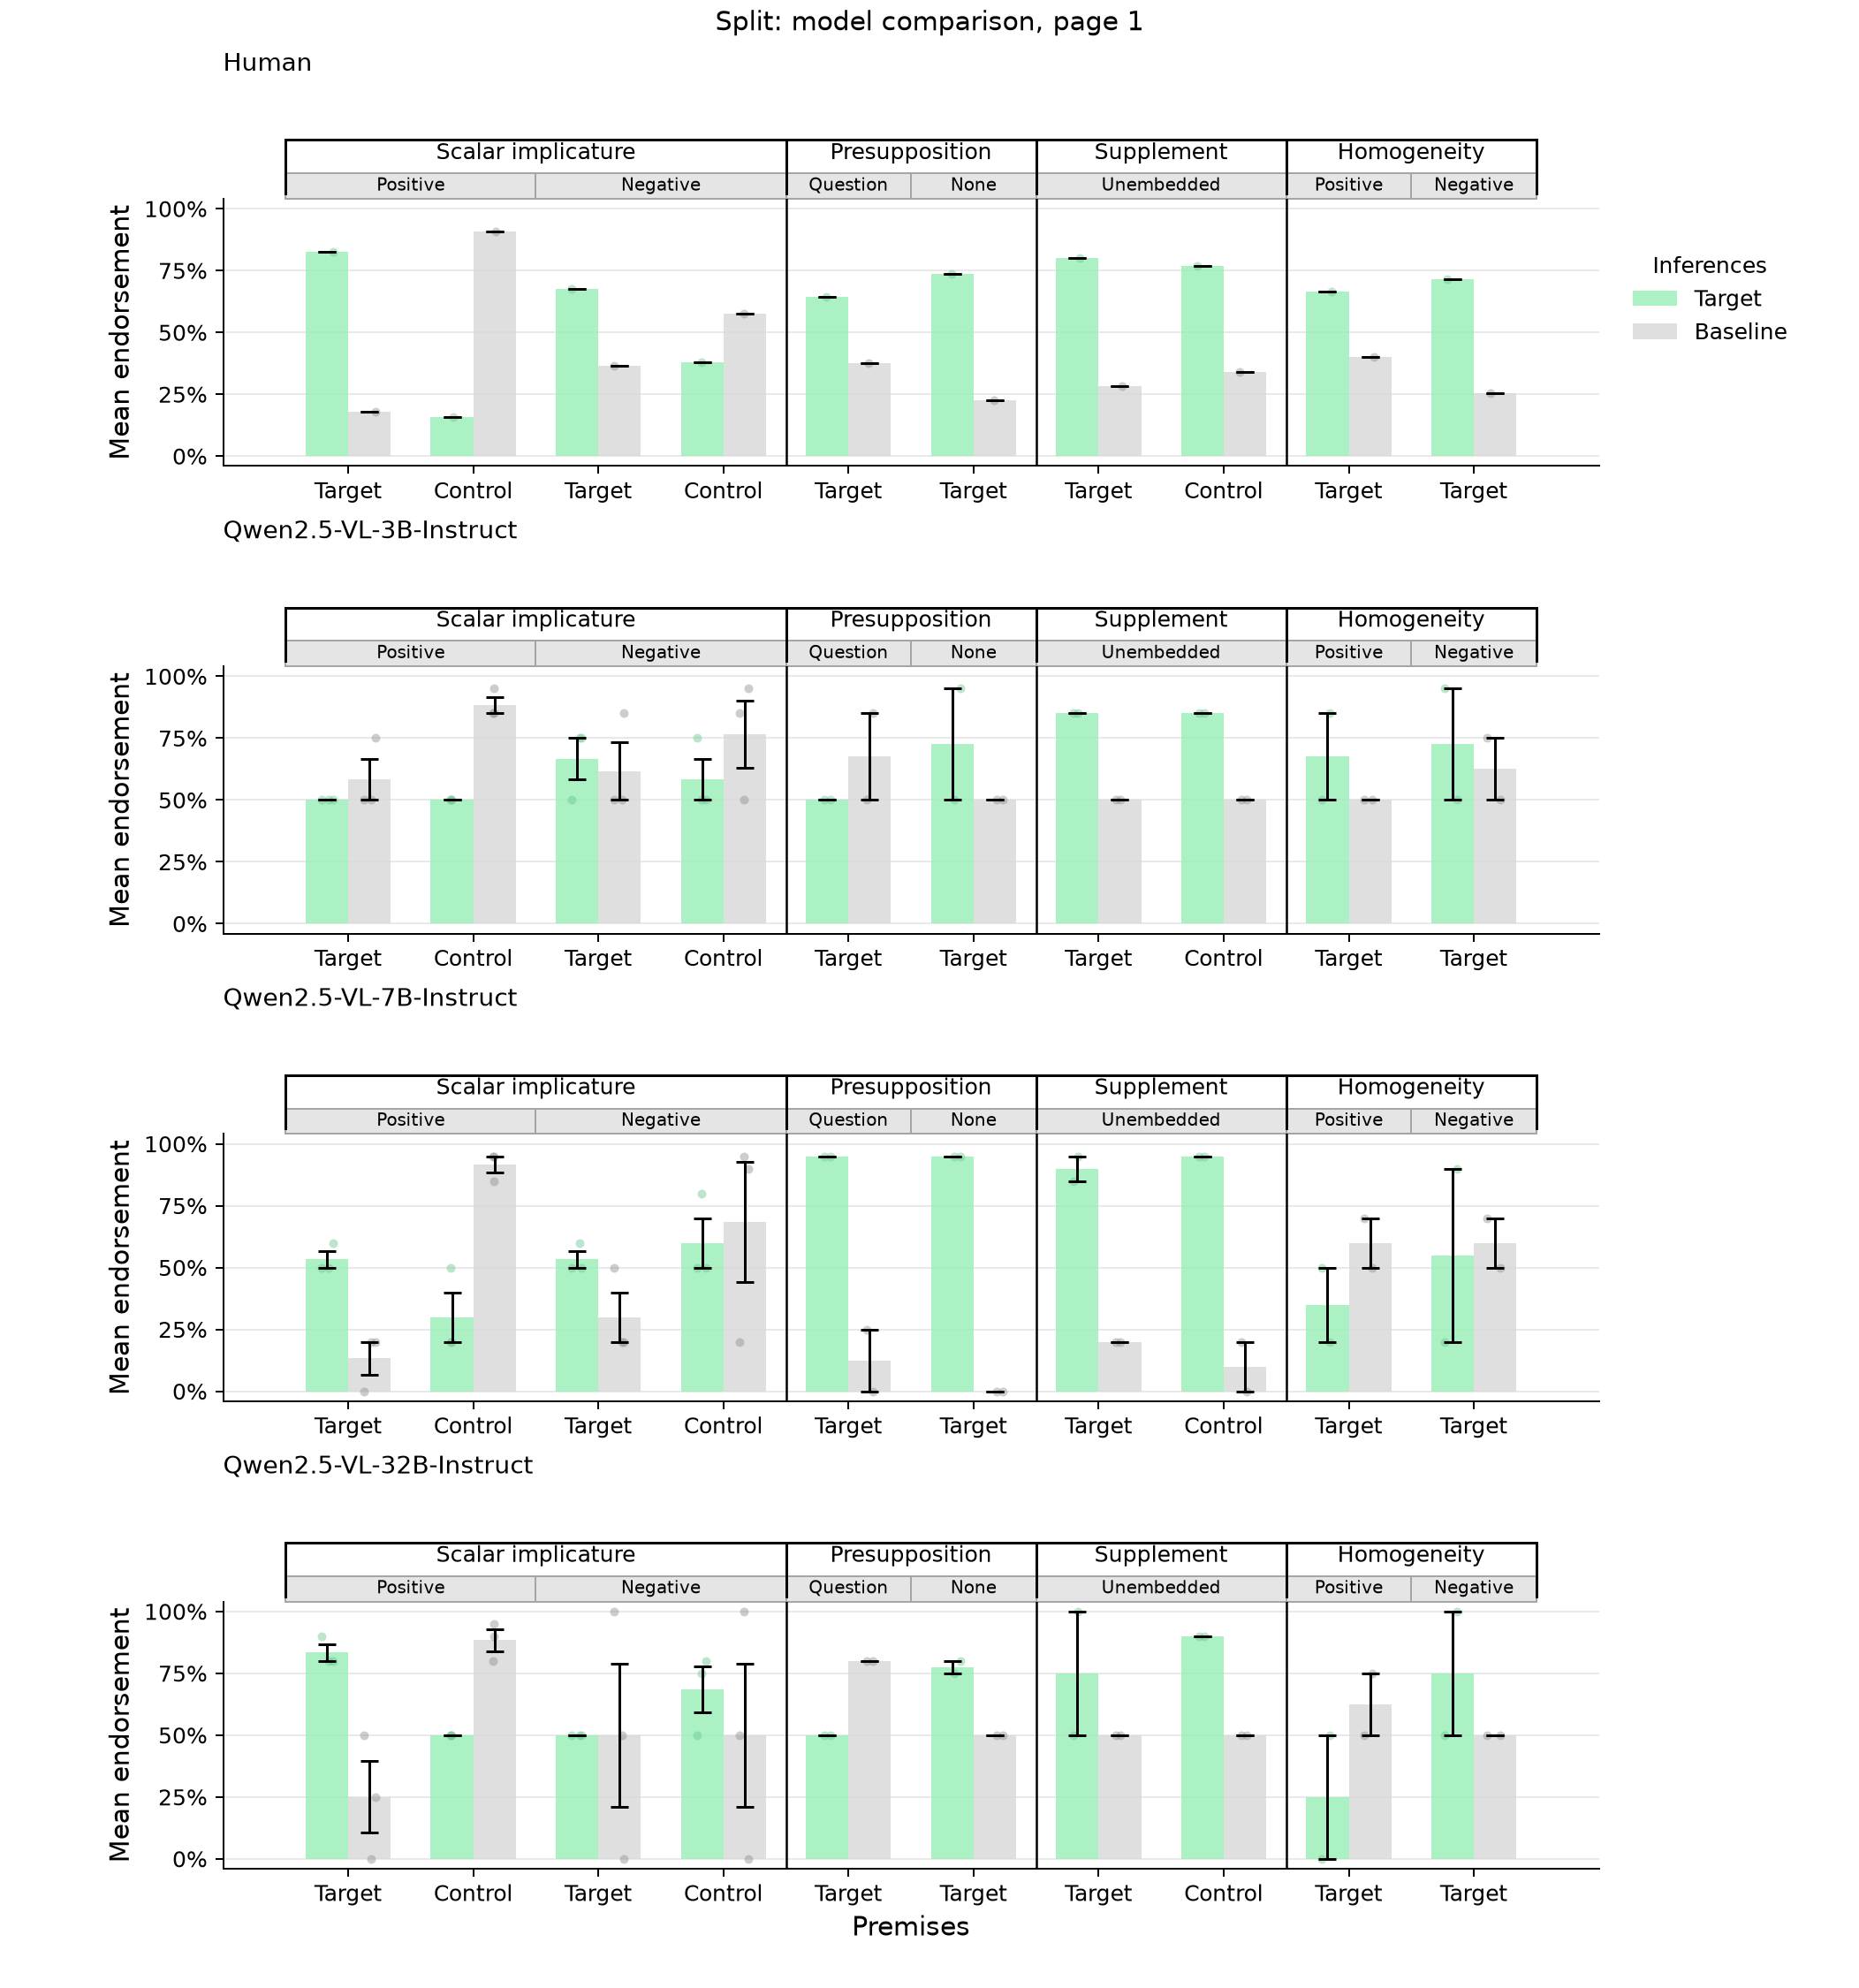 Split: model comparison, page 1
Human
Scalar implicature Presupposition Supplement Homogeneity
Positive Negative Question None Unembedded Positive Negative
Mean endorsement
100%
75%
50%
25%
0%
Target Control Target Control Target Target Target Control Target Target
Inferences
Target
Baseline
Qwen2.5-VL-3B-Instruct
Scalar implicature Presupposition Supplement Homogeneity
Positive Negative Question None Unembedded Positive Negative
Mean endorsement
100%
75%
50%
25%
0%
Target Control Target Control Target Target Target Control Target Target
Qwen2.5-VL-7B-Instruct
Scalar implicature Presupposition Supplement Homogeneity
Positive Negative Question None Unembedded Positive Negative
Mean endorsement
100%
75%
50%
25%
0%
Target Control Target Control Target Target Target Control Target Target
Qwen2.5-VL-32B-Instruct
Scalar implicature Presupposition Supplement Homogeneity
Positive Negative Question None Unembedded Positive Negative
Mean endorsement
100%
75%
50%
25%
0%
Target Control Target Control Target Target Target Control Target Target
Premises